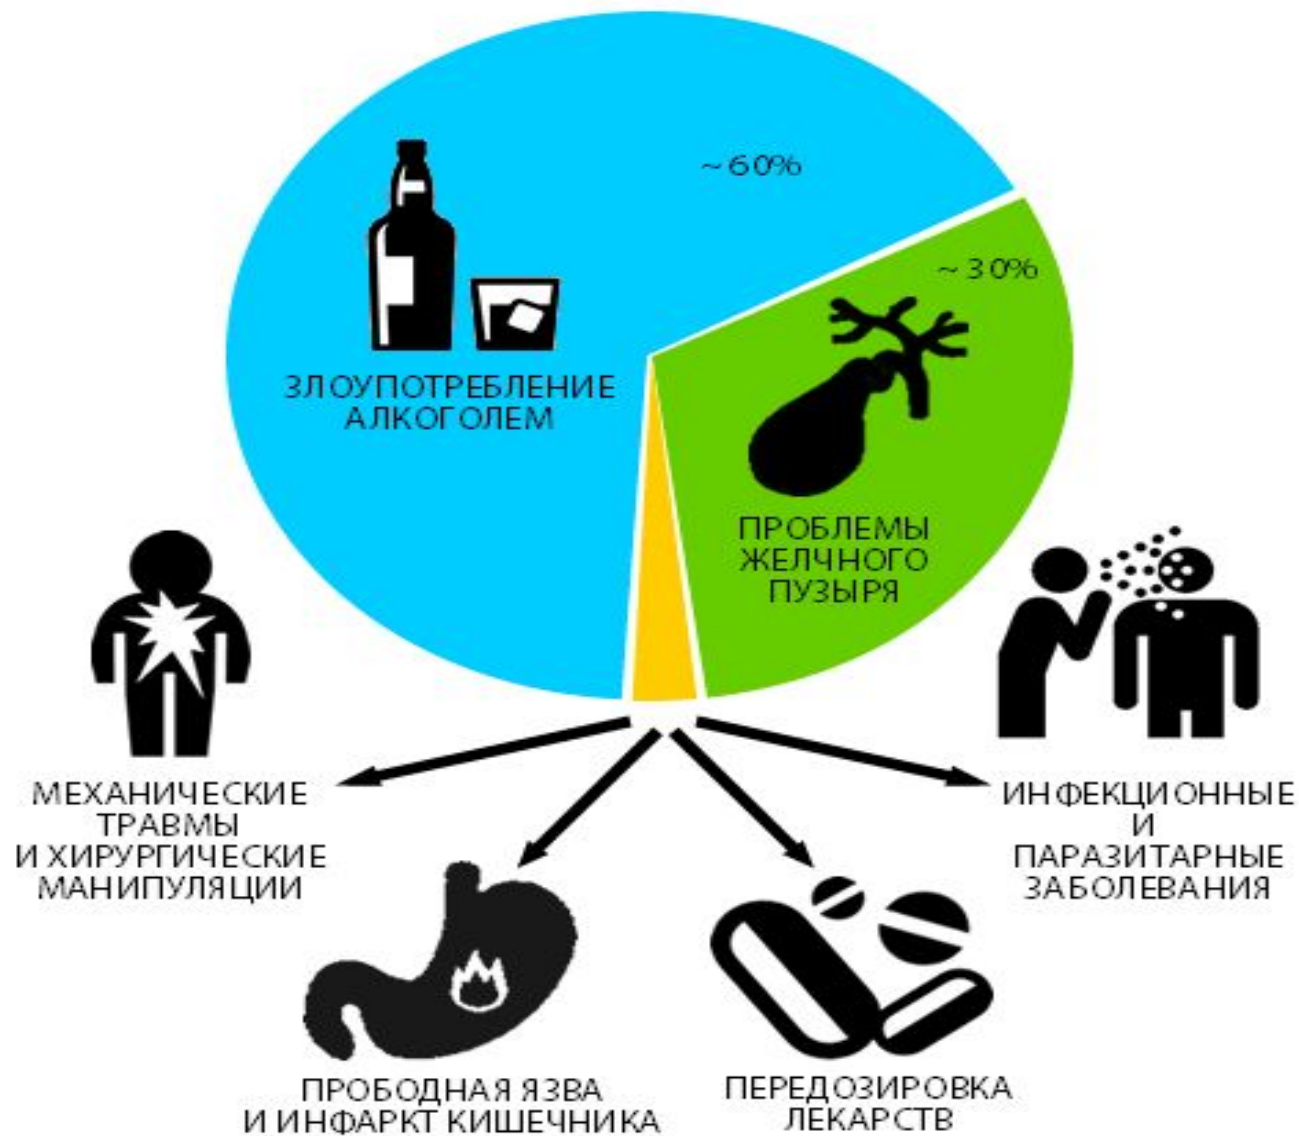 ~60%
~30%
ЗЛОУПОТРЕБЛЕНИЕ
АЛКОГОЛЕМ
ПРОБЛЕМЫ
ЖЕЛЧНОГО
ПУЗЫРЯ
МЕХАНИЧЕСКИЕ
ТРАВМЫ
И ХИРУРГИЧЕСКИЕ
МАНИПУЛЯЦИИ
ИНФЕКЦИОННЫЕ
И
ПАРАЗИТАРНЫЕ
ЗАБОЛЕВАНИЯ
ПРОБОДНАЯ ЯЗВА
И ИНФАРКТ КИШЕЧНИКА
ПЕРЕДОЗИРОВКА
ЛЕКАРСТВ